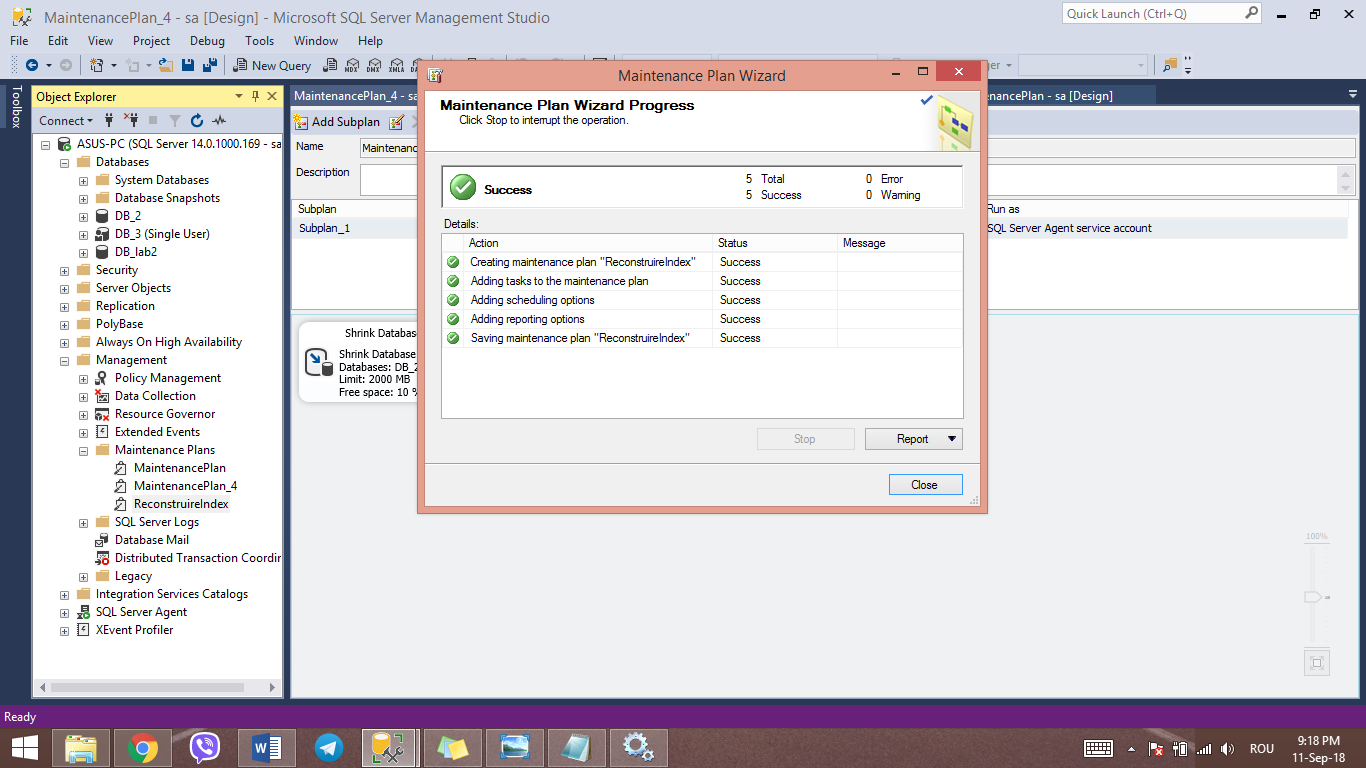 MaintenancePlan_4 - sa [Design] - Microsoft SQL Server Management Studio
Quick Launch (Ctrl+Q)
File Edit View Project Debug Tools Window Help
New Query
MDX DMX XMLA DAX
Toolbox
Object Explorer
Connect
ASUS-PC (SQL Server 14.0.1000.169 - sa
Databases
System Databases
Database Snapshots
DB_2
DB_3 (Single User)
DB_lab2
Security
Server Objects
Replication
PolyBase
Always On High Availability
Management
Policy Management
Data Collection
Resource Governor
Extended Events
Maintenance Plans
MaintenancePlan
MaintenancePlan_4
ReconstruireIndex
SQL Server Logs
Database Mail
Distributed Transaction Coordin
Legacy
Integration Services Catalogs
SQL Server Agent
XEvent Profiler
MaintenancePlan_4 - sa
nancePlan - sa [Design]
Add Subplan
Name
Maintenanc
Description
Subplan
Run as
Subplan_1
SQL Server Agent service account
Shrink Databas
Shrink Database
Databases: DB_2
Limit: 2000 MB
Free space: 10 %
Maintenance Plan Wizard
Maintenance Plan Wizard Progress
Click Stop to interrupt the operation.
Success
5 Total 0 Error
5 Success 0 Warning
Details:
Action Status Message
Creating maintenance plan "ReconstruireIndex" Success
Adding tasks to the maintenance plan Success
Adding scheduling options Success
Adding reporting options Success
Saving maintenance plan "ReconstruireIndex" Success
Stop Report
Close
100%
Ready
ROU
9:18 PM
11-Sep-18